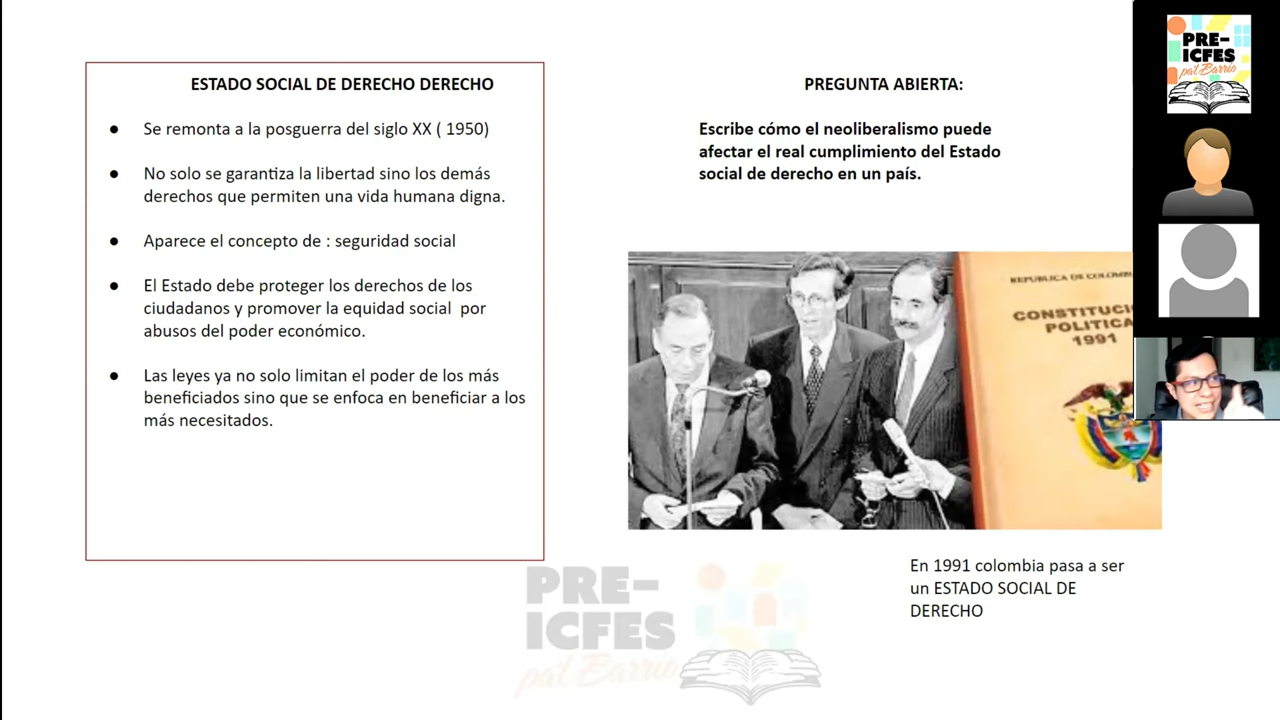 ESTADO SOCIAL DE DERECHO DERECHO
● Se remonta a la posguerra del siglo XX ( 1950)
● No solo se garantiza la libertad sino los demás
derechos que permiten una vida humana digna.
● Aparece el concepto de : seguridad social
● El Estado debe proteger los derechos de los
ciudadanos y promover la equidad social por
abusos del poder económico.
● Las leyes ya no solo limitan el poder de los más
beneficiados sino que se enfoca en beneficiar a los
más necesitados.
PREGUNTA ABIERTA:
Escribe cómo el neoliberalismo puede
afectar el real cumplimiento del Estado
social de derecho en un país.
REPUBLICA DE COLOMB
CONSTITUCI
POLITICA
1991
En 1991 colombia pasa a ser
un ESTADO SOCIAL DE
DERECHO
PRE-
ICFES
pal Barrio
PRE-
ICFES
pal Barrio